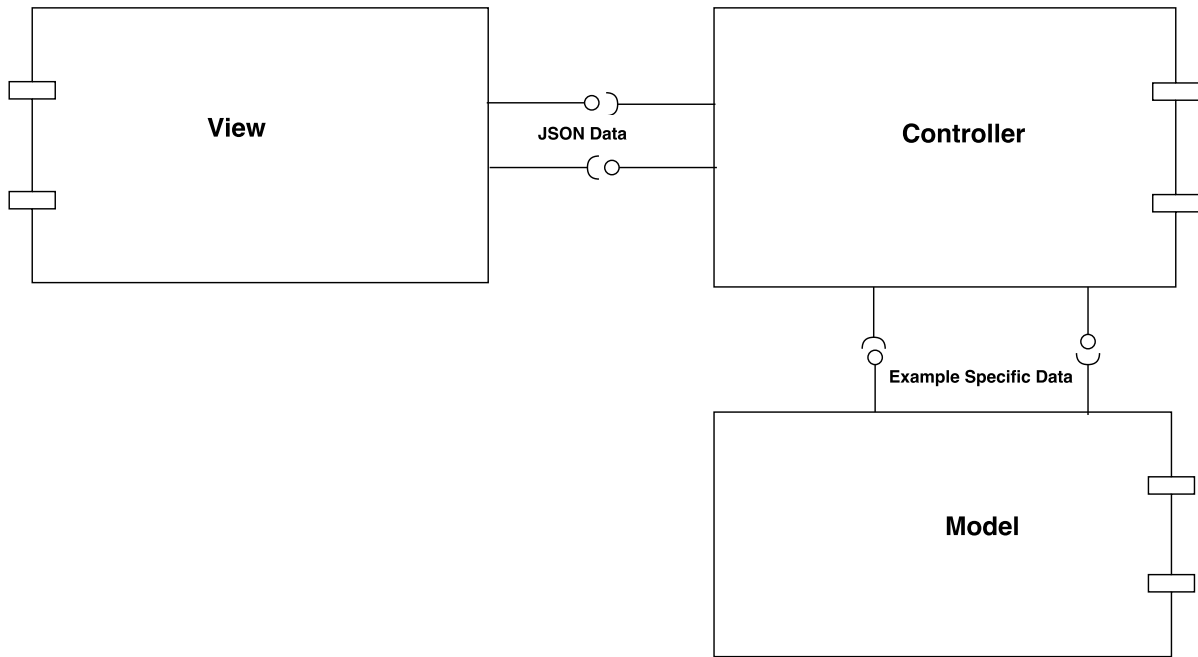 View
JSON Data
Controller
Example Specific Data
Model